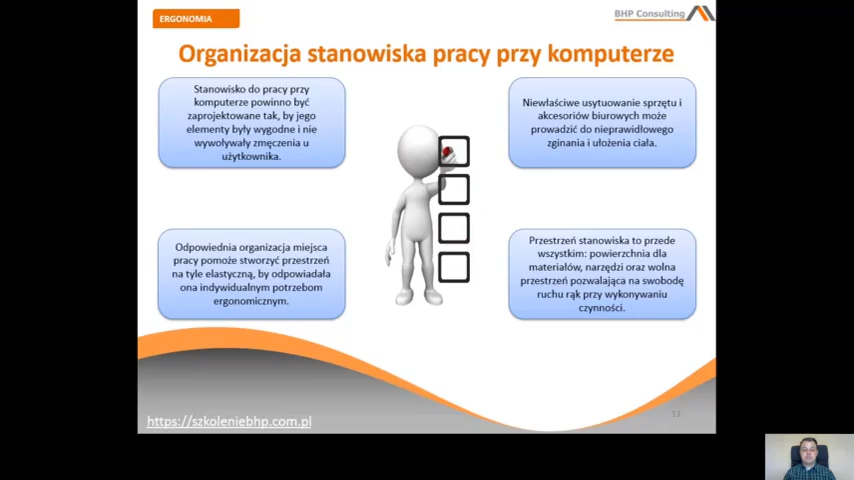 ERGONOMIA
BHP Consulting
Organizacja stanowiska pracy przy komputerze
Stanowisko do pracy przy
komputerze powinno być
zaprojektowane tak, by jego
elementy były wygodne i nie
wywoływały zmęczenia u
użytkownika.
Niewłaściwe usytuowanie sprzętu i
akcesoriów biurowych może
prowadzić do nieprawidłowego
zginania i ułożenia ciała.
Odpowiednia organizacja miejsca
pracy pomoże stworzyć przestrzeń
na tyle elastyczną, by odpowiadała
ona indywidualnym potrzebom
ergonomicznym.
Przestrzeń stanowiska to przede
wszystkim: powierzchnia dla
materiałów, narzędzi oraz wolna
przestrzeń pozwalająca na swobodę
ruchu rąk przy wykonywaniu
czynności.
https://szkoleniebhp.com.pl
13